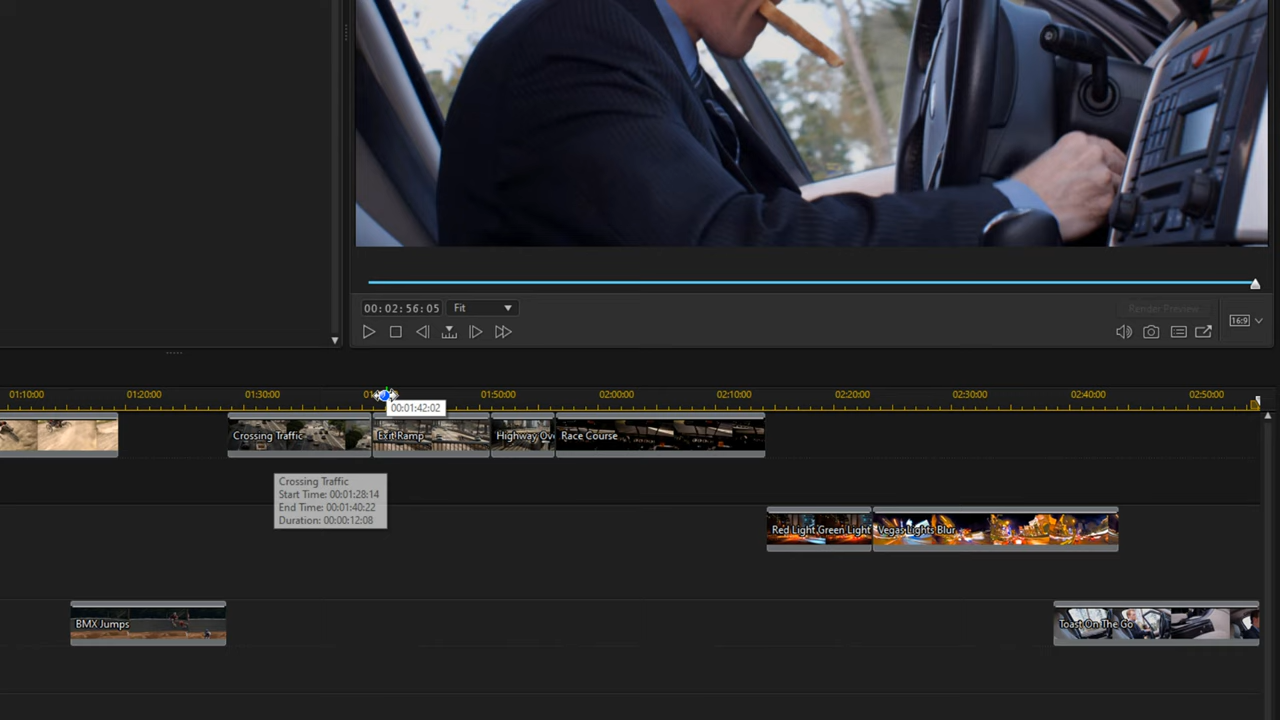 00:02:56:05 Fit Render Preview 16:9
01:10:00 01:20:00 01:30:00 01:50:00 02:00:00 02:10:00 02:20:00 02:30:00 02:40:00 02:50:00
00:01:42:02
Crossing Traffic Exit Ramp Highway Ov Race Course
Crossing Traffic
Start Time: 00:01:28:14
End Time: 00:01:40:22
Duration: 00:00:12:08
Red Light Green Light Vegas Lights Blur
BMX Jumps Toast On The Go